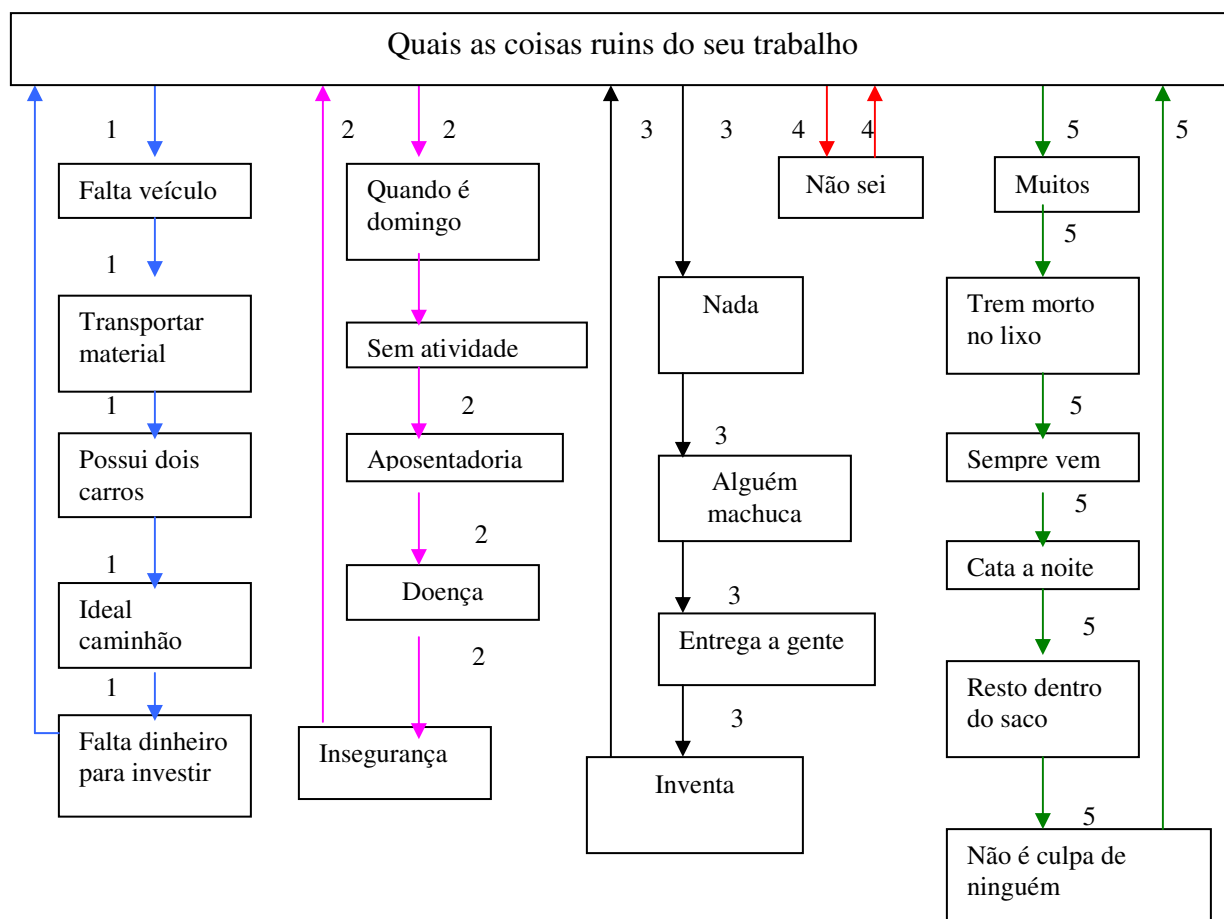 Quais as coisas ruins do seu trabalho
1
2
2
3
3
4
4
5
5
Falta veículo
Quando é
domingo
Não sei
Muitos
1
5
Transportar
material
Sem atividade
Nada
Trem morto
no lixo
1
2
5
Possui dois
carros
Aposentadoria
3
Alguém
machuca
Sempre vem
1
2
5
Ideal
caminhão
Doença
3
Entrega a gente
Cata a noite
1
2
5
Falta dinheiro
para investir
Insegurança
3
Inventa
Resto dentro
do saco
5
Não é culpa de
ninguém